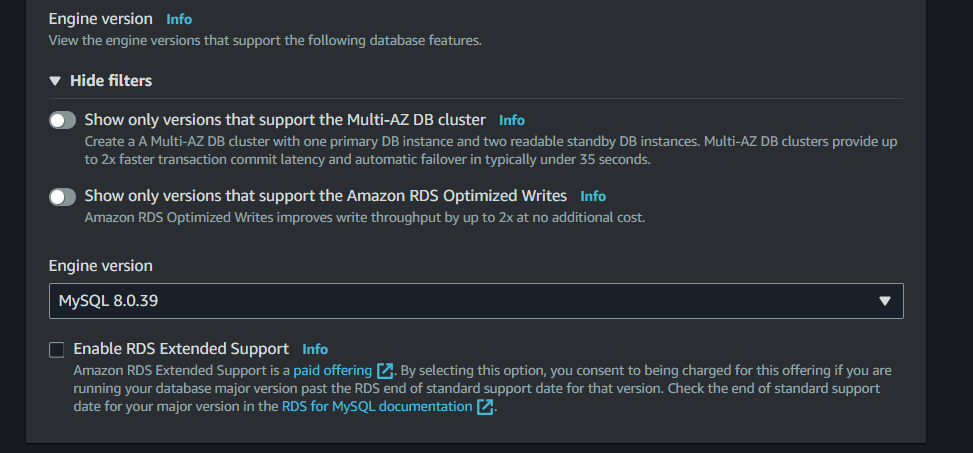 Engine version Info
View the engine versions that support the following database features.
Hide filters
Show only versions that support the Multi-AZ DB cluster Info
Create a A Multi-AZ DB cluster with one primary DB instance and two readable standby DB instances. Multi-AZ DB clusters provide up
to 2x faster transaction commit latency and automatic failover in typically under 35 seconds.
Show only versions that support the Amazon RDS Optimized Writes Info
Amazon RDS Optimized Writes improves write throughput by up to 2x at no additional cost.
Engine version
MySQL 8.0.39
Enable RDS Extended Support Info
Amazon RDS Extended Support is a paid offering. By selecting this option, you consent to being charged for this offering if you are
running your database major version past the RDS end of standard support date for that version. Check the end of standard support
date for your major version in the RDS for MySQL documentation.